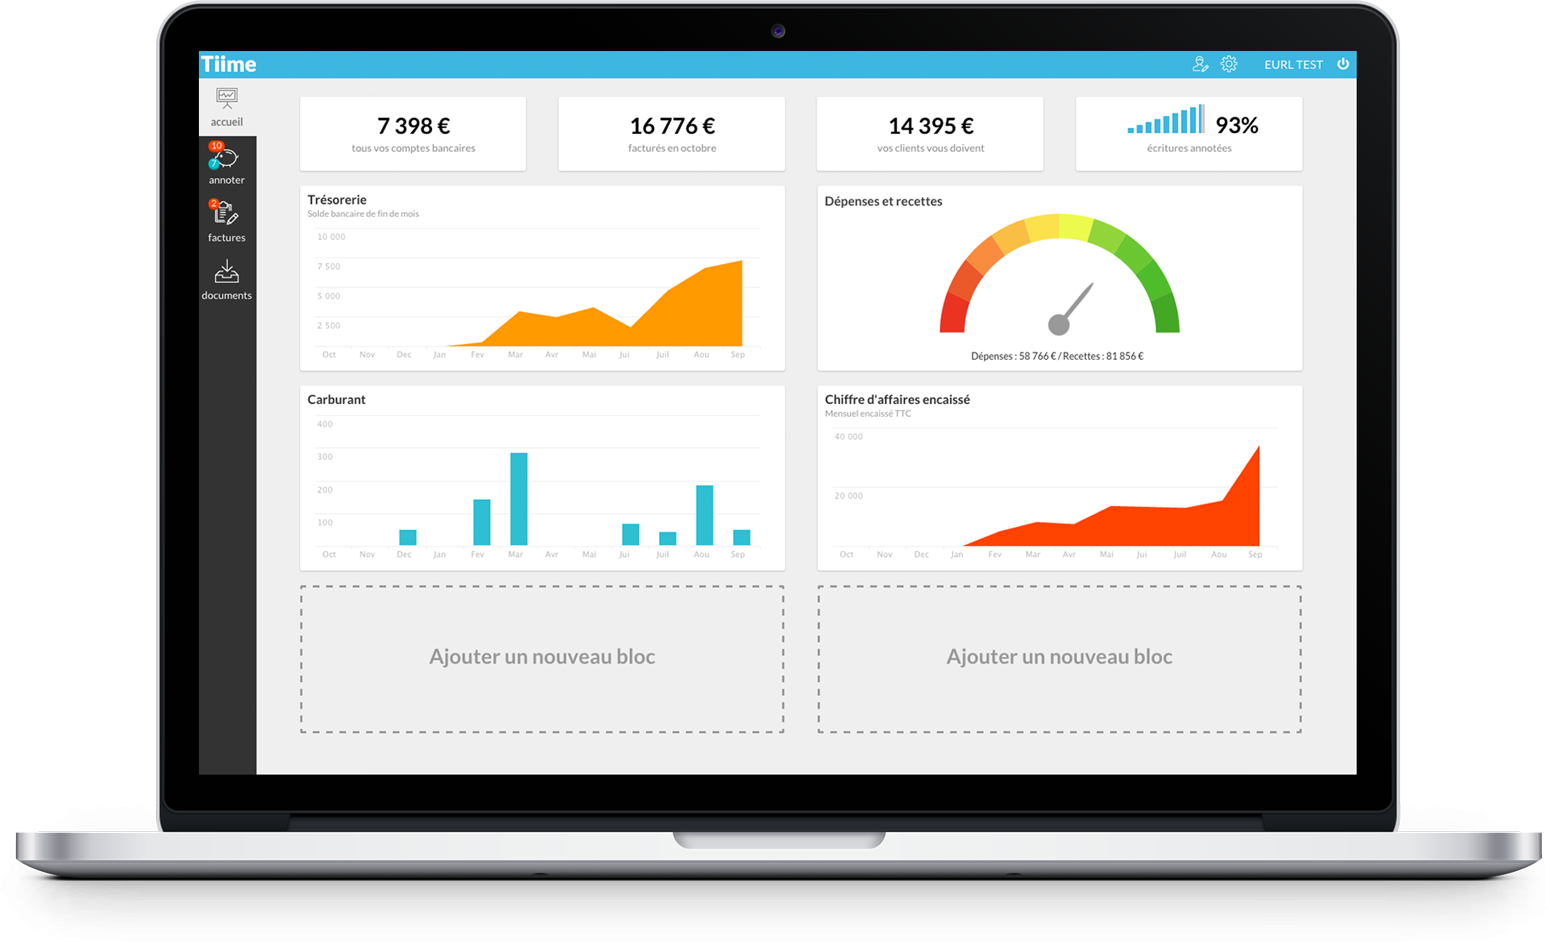 Tiime
EURL TEST
accueil
10
7
annoter
2
factures
documents
7 398 €
tous vos comptes bancaires
16 776 €
facturés en octobre
14 395 €
vos clients vous doivent
93%
écritures annotées
Trésorerie
Solde bancaire de fin de mois
10 000
7 500
5 000
2 500
Oct Nov Dec Jan Fev Mar Avr Mai Jui Juil Aou Sep
Dépenses et recettes
Dépenses : 58 766 € / Recettes : 81 856 €
Carburant
400
300
200
100
Oct Nov Dec Jan Fev Mar Avr Mai Jui Juil Aou Sep
Chiffre d'affaires encaissé
Mensuel encaissé TTC
40 000
20 000
Oct Nov Dec Jan Fev Mar Avr Mai Jui Juil Aou Sep
Ajouter un nouveau bloc
Ajouter un nouveau bloc